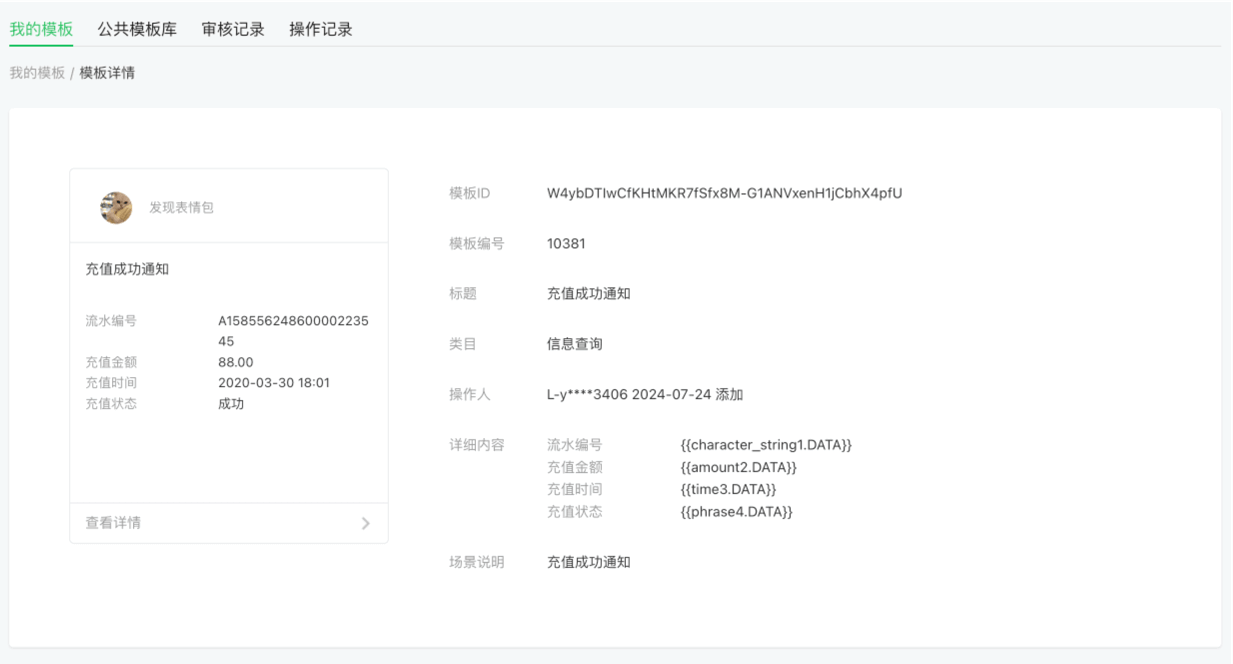 我的模板 公共模板库 审核记录 操作记录
我的模板 / 模板详情
发现表情包
充值成功通知
流水编号 A158556248600002235
45
充值金额 88.00
充值时间 2020-03-30 18:01
充值状态 成功
查看详情
模板ID W4ybDTIwCfKHtMKR7fSfx8M-G1ANVxenH1jCbhX4pfU
模板编号 10381
标题 充值成功通知
类目 信息查询
操作人 L-y****3406 2024-07-24 添加
详细内容 流水编号 {{character_string1.DATA}}
充值金额 {{amount2.DATA}}
充值时间 {{time3.DATA}}
充值状态 {{phrase4.DATA}}
场景说明 充值成功通知